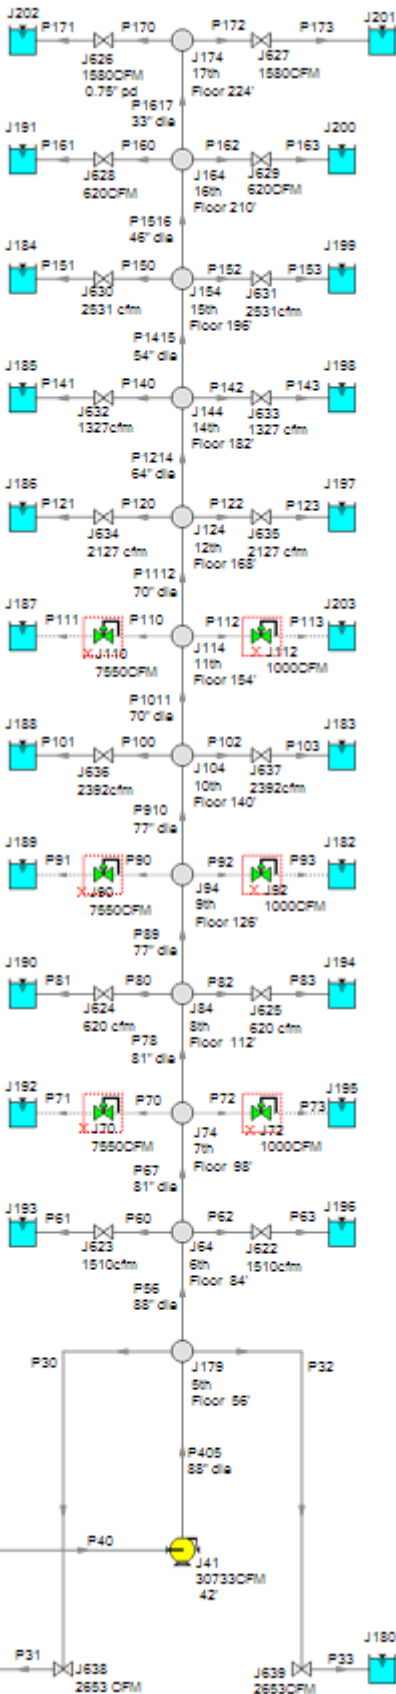 J202 P171 P170 P172 P173 J201
J626 J174 J627
1580CFM 17th 1580CFM
0.75" pd Floor 224'
P1617
33" dia
J191 P161 P160 P162 P163 J200
J628 J164 J629
620CFM 16th 620CFM
Floor 210'
P1516
46" dia
J184 P151 P150 P152 P153 J199
J630 J154 J631
2531 cfm 15th 2531cfm
Floor 196'
P1415
54" dia
J185 P141 P140 P142 P143 J198
J632 J144 J633
1327cfm 14th 1327 cfm
Floor 182'
P1214
64" dia
J186 P121 P120 P122 P123 J197
J634 J124 J635
2127 cfm 12th 2127 cfm
Floor 168'
P1112
70" dia
J187 P111 P110 P112 P113 J203
X J110 J114 X J112
7550CFM 11th 1000CFM
Floor 154'
P1011
70" dia
J188 P101 P100 P102 P103 J183
J636 J104 J637
2392cfm 10th 2392cfm
Floor 140'
P910
77" dia
J189 P91 P90 P92 P93 J182
X J90 J94 X J92
7550CFM 9th 1000CFM
Floor 126'
P89
77" dia
J190 P81 P80 P82 P83 J194
J624 J84 J625
620 cfm 8th 620 cfm
Floor 112'
P78
81" dia
J192 P71 P70 P72 P73 J195
X J70 J74 X J72
7550CFM 7th 1000CFM
Floor 98'
P67
81" dia
J193 P61 P60 P62 P63 J196
J623 J64 J622
1510cfm 6th 1510cfm
Floor 84'
P56
88" dia
P30 J179 P32
5th
Floor 56'
P405
88" dia
P40
J41
30733CFM
42'
P31 J638 J639 P33 J180
2653 CFM 2653CFM